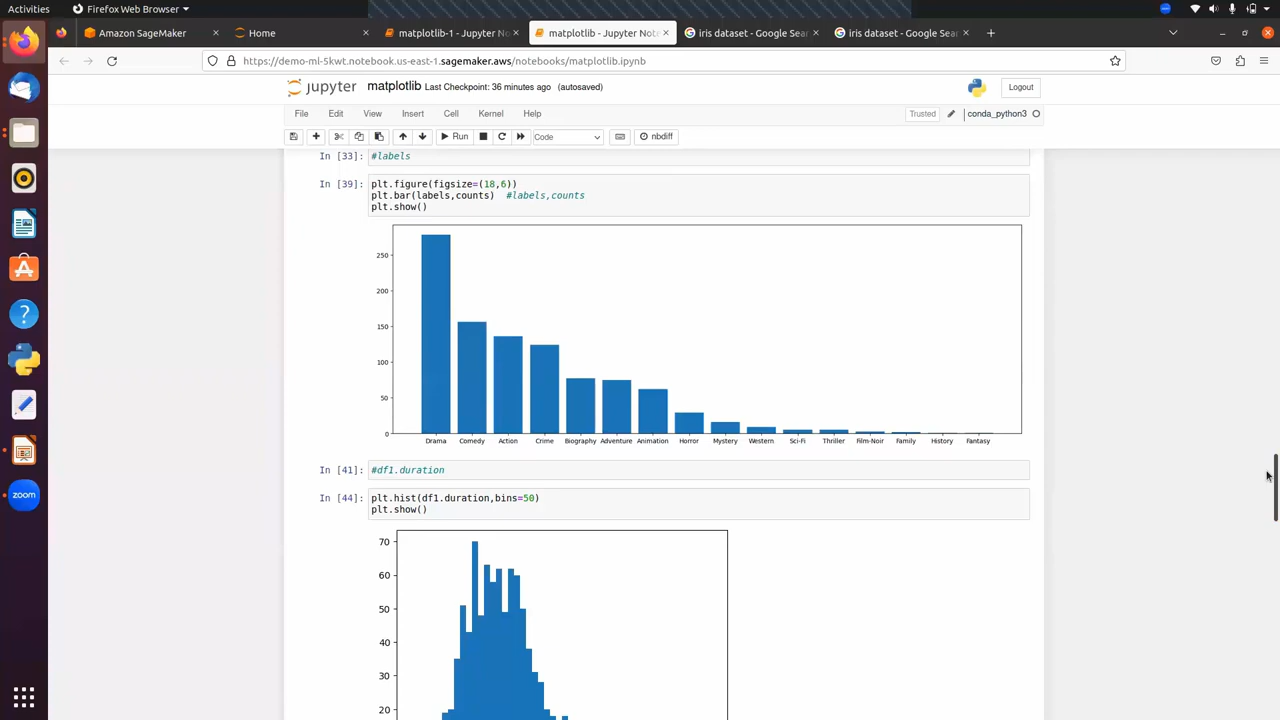 Activities
Firefox Web Browser
Amazon SageMaker
Home
matplotlib-1 - Jupyter No
matplotlib - Jupyter Note
iris dataset - Google Sea
iris dataset - Google Sea
https://demo-ml-5kwt.notebook.us-east-1.sagemaker.aws/notebooks/matplotlib.ipynb
jupyter matplotlib Last Checkpoint: 36 minutes ago (autosaved)
Logout
File Edit View Insert Cell Kernel Help
Trusted
conda_python3
Run
Code
nbdiff
In [33]: #labels
In [39]: plt.figure(figsize=(18,6))
plt.bar(labels,counts) #labels,counts
plt.show()
250
200
150
100
50
0
Drama Comedy Action Crime Biography Adventure Animation Horror Mystery Western Sci-Fi Thriller Film-Noir Family History Fantasy
In [41]: #df1.duration
In [44]: plt.hist(df1.duration,bins=50)
plt.show()
70
60
50
40
30
20
zoom